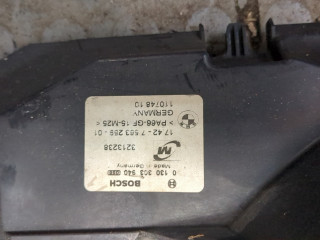 BOSCH
0 130 303 940
Made in Germany
3213238
17 42 - 7 563 259 - 01
> PA66-GF 15-M25 <
GERMANY
110748 10